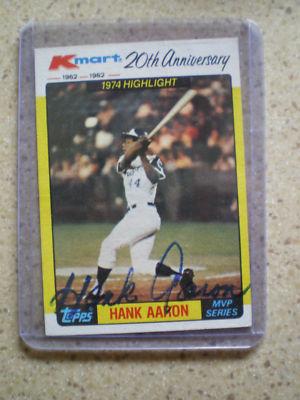 Kmart 20th Anniversary
1962 - 1982
1974 HIGHLIGHT
44
Hank Aaron
Topps HANK AARON MVP SERIES